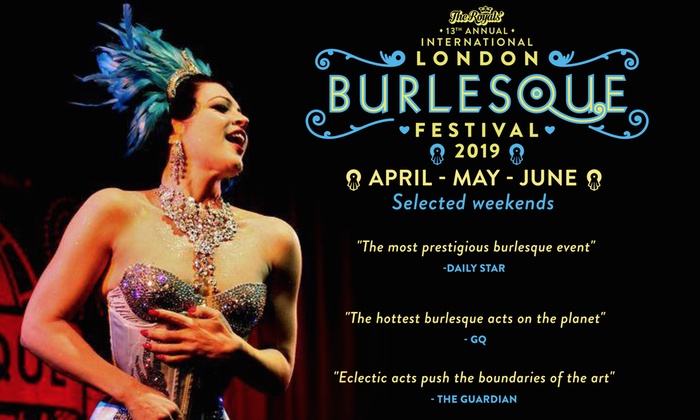 The Royals'
• 13TH ANNUAL •
INTERNATIONAL
LONDON
BURLESQUE
FESTIVAL
2019
APRIL - MAY - JUNE
Selected weekends
"The most prestigious burlesque event"
-DAILY STAR
"The hottest burlesque acts on the planet"
- GQ
"Eclectic acts push the boundaries of the art"
- THE GUARDIAN